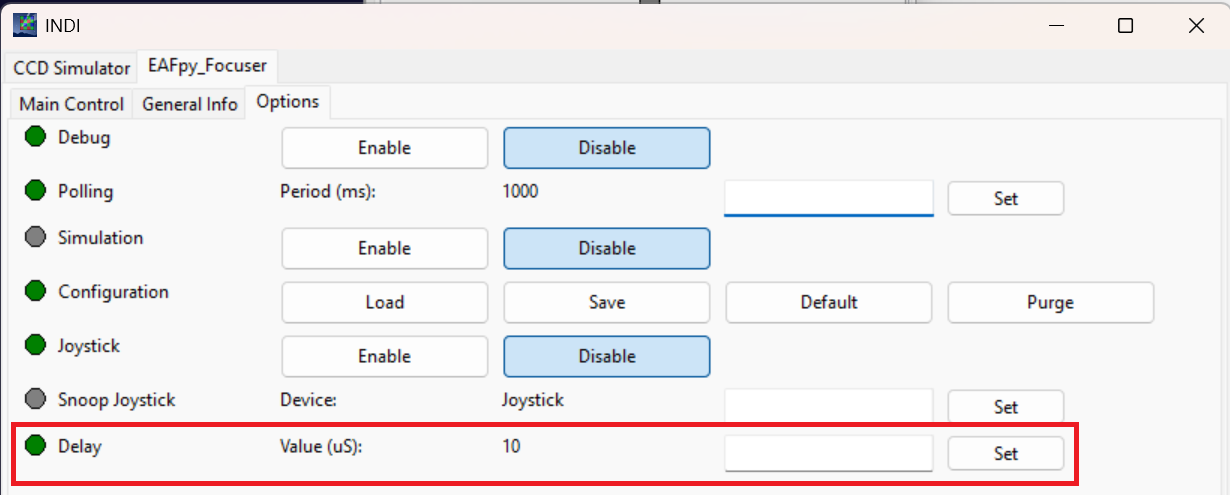 INDI
CCD Simulator EAFpy_Focuser
Main Control General Info Options
Debug Enable Disable
Polling Period (ms): 1000 Set
Simulation Enable Disable
Configuration Load Save Default Purge
Joystick Enable Disable
Snoop Joystick Device: Joystick Set
Delay Value (uS): 10 Set